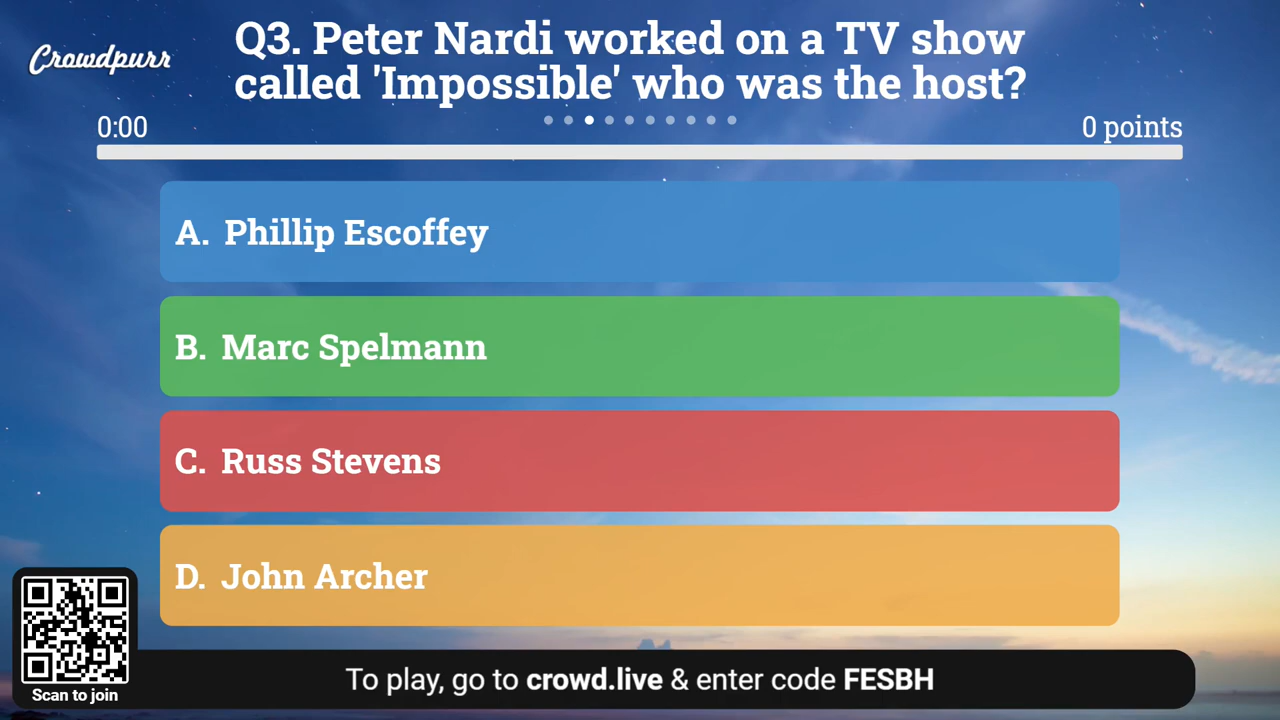 Crowdpurr
Q3. Peter Nardi worked on a TV show
called 'Impossible' who was the host?
0:00
0 points
A. Phillip Escoffey
B. Marc Spelmann
C. Russ Stevens
D. John Archer
Scan to join
To play, go to crowd.live & enter code FESBH